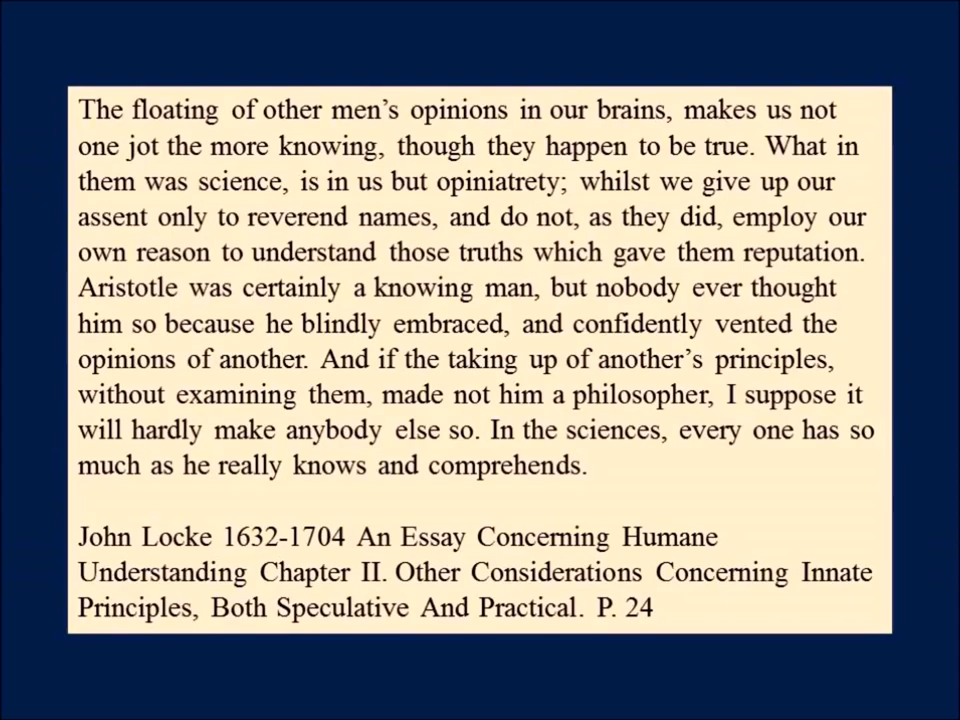 The floating of other men’s opinions in our brains, makes us not
one jot the more knowing, though they happen to be true. What in
them was science, is in us but opiniatrety; whilst we give up our
assent only to reverend names, and do not, as they did, employ our
own reason to understand those truths which gave them reputation.
Aristotle was certainly a knowing man, but nobody ever thought
him so because he blindly embraced, and confidently vented the
opinions of another. And if the taking up of another’s principles,
without examining them, made not him a philosopher, I suppose it
will hardly make anybody else so. In the sciences, every one has so
much as he really knows and comprehends.
John Locke 1632-1704 An Essay Concerning Humane
Understanding Chapter II. Other Considerations Concerning Innate
Principles, Both Speculative And Practical. P. 24